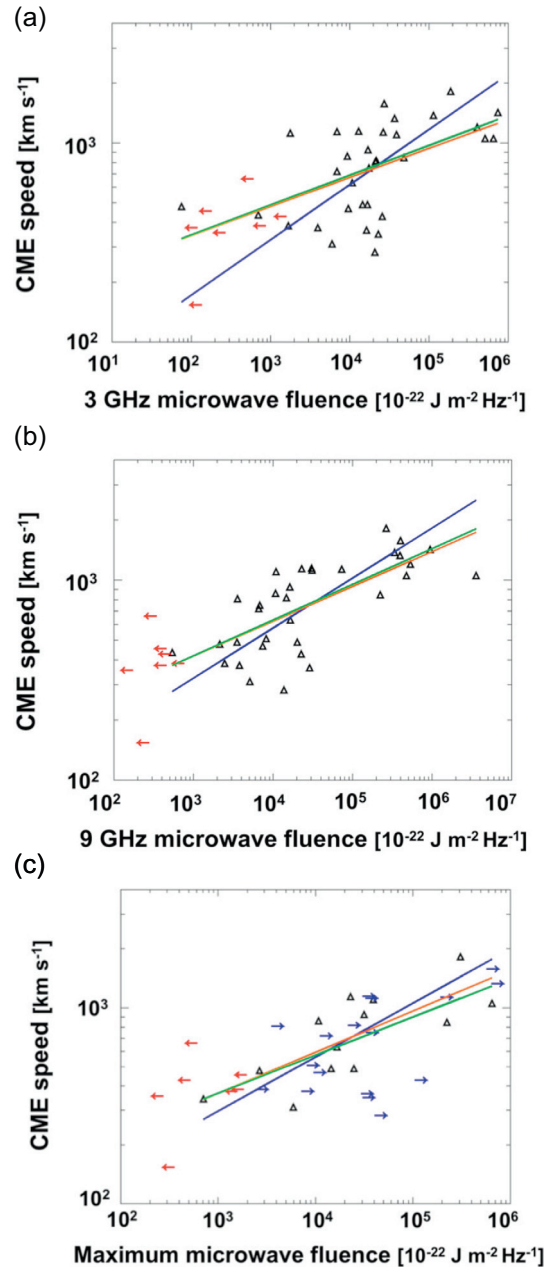 (a)
CME speed [km s⁻¹]
10³
10²
10¹ 10² 10³ 10⁴ 10⁵ 10⁶
3 GHz microwave fluence [10⁻²² J m⁻² Hz⁻¹]
(b)
CME speed [km s⁻¹]
10³
10²
10² 10³ 10⁴ 10⁵ 10⁶ 10⁷
9 GHz microwave fluence [10⁻²² J m⁻² Hz⁻¹]
(c)
CME speed [km s⁻¹]
10³
10²
10² 10³ 10⁴ 10⁵ 10⁶
Maximum microwave fluence [10⁻²² J m⁻² Hz⁻¹]